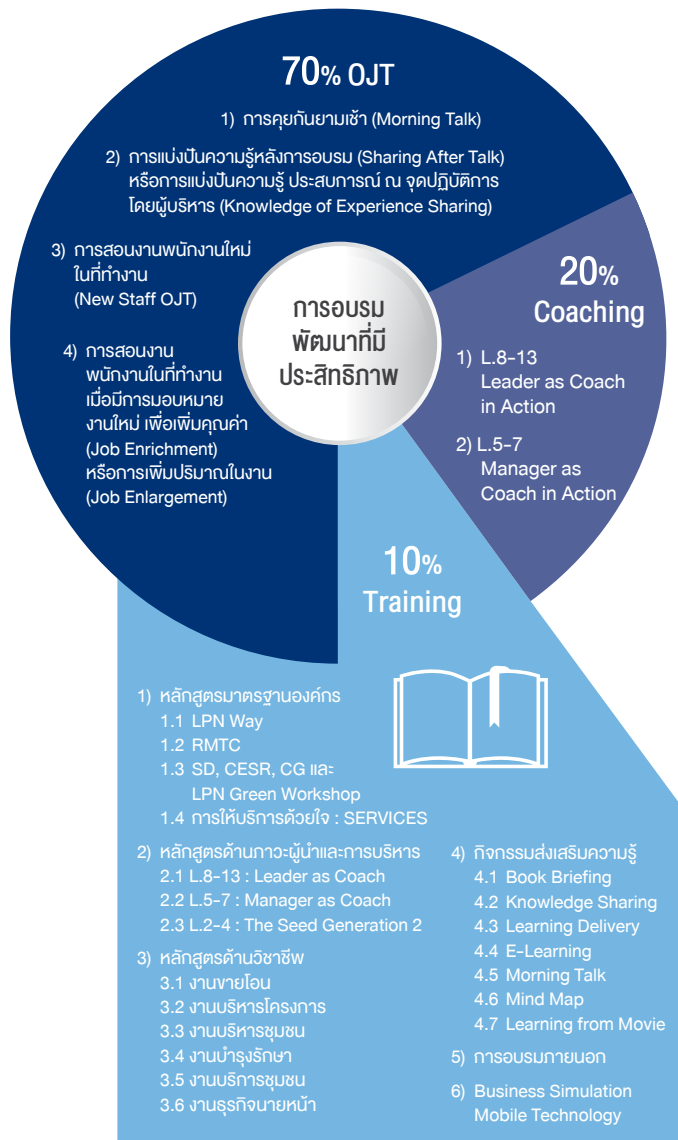 70% OJT
1) การคุยกันยามเช้า (Morning Talk)
2) การแบ่งปันความรู้หลังการอบรม (Sharing After Talk)
หรือการแบ่งปันความรู้ ประสบการณ์ ณ จุดปฏิบัติการ
โดยผู้บริหาร (Knowledge of Experience Sharing)
3) การสอนงานพนักงานใหม่
ในที่ทำงาน
(New Staff OJT)
4) การสอนงาน
พนักงานในที่ทำงาน
เมื่อมีการมอบหมาย
งานใหม่ เพื่อเพิ่มคุณค่า
(Job Enrichment)
หรือการเพิ่มปริมาณในงาน
(Job Enlargement)
การอบรม
พัฒนาที่มี
ประสิทธิภาพ
20%
Coaching
1) L.8-13
Leader as Coach
in Action
2) L.5-7
Manager as
Coach in Action
10%
Training
1) หลักสูตรมาตรฐานองค์กร
1.1 LPN Way
1.2 RMTC
1.3 SD, CESR, CG และ
LPN Green Workshop
1.4 การให้บริการด้วยใจ : SERVICES
2) หลักสูตรด้านภาวะผู้นำและการบริหาร
2.1 L.8-13 : Leader as Coach
2.2 L.5-7 : Manager as Coach
2.3 L.2-4 : The Seed Generation 2
3) หลักสูตรด้านวิชาชีพ
3.1 งานขายโอน
3.2 งานบริหารโครงการ
3.3 งานบริหารชุมชน
3.4 งานบำรุงรักษา
3.5 งานบริการชุมชน
3.6 งานธุรกิจนายหน้า
4) กิจกรรมส่งเสริมความรู้
4.1 Book Briefing
4.2 Knowledge Sharing
4.3 Learning Delivery
4.4 E-Learning
4.5 Morning Talk
4.6 Mind Map
4.7 Learning from Movie
5) การอบรมภายนอก
6) Business Simulation
Mobile Technology